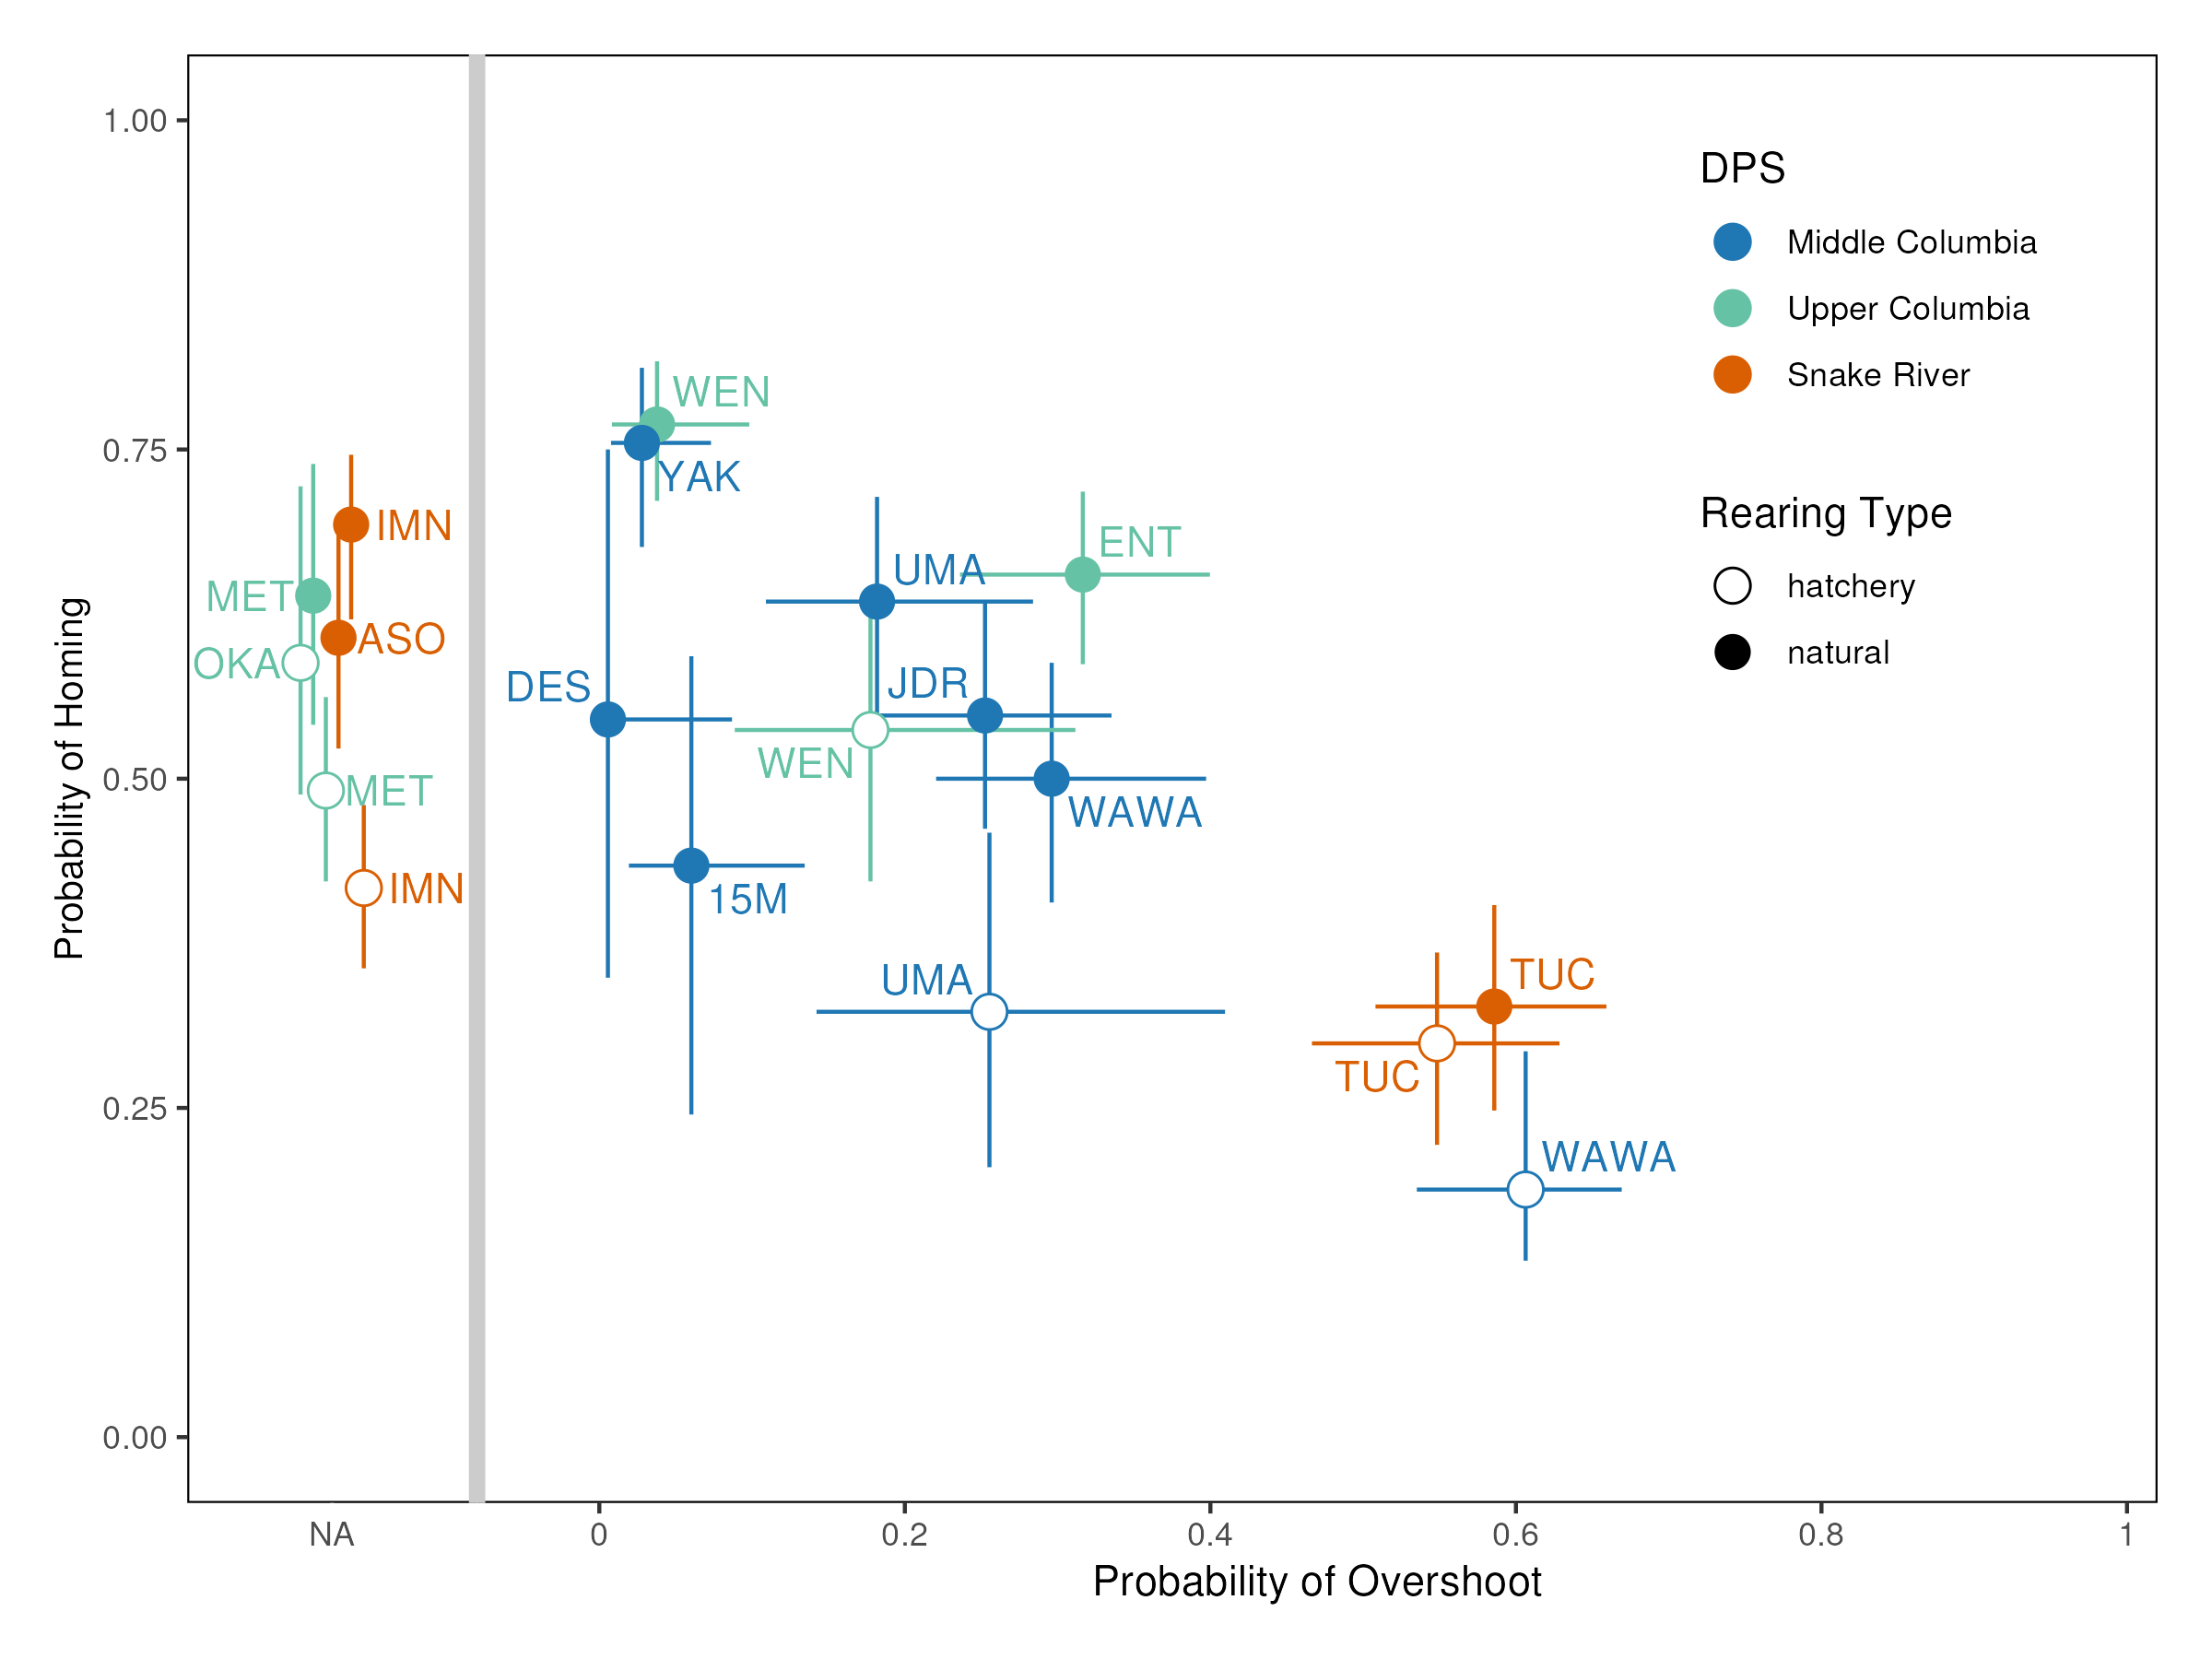 1.00
DPS
Middle Columbia
Upper Columbia
Snake River
WEN
0.75
YAK
IMN
Rearing Type
ENT
UMA
hatchery
MET
ASO
natural
OKA
DES
JDR
Probability of Homing
WEN
0.50
MET
WAWA
IMN
15M
UMA
TUC
TUC
0.25
WAWA
0.00
NA 0 0.2 0.4 0.6 0.8 1
Probability of Overshoot